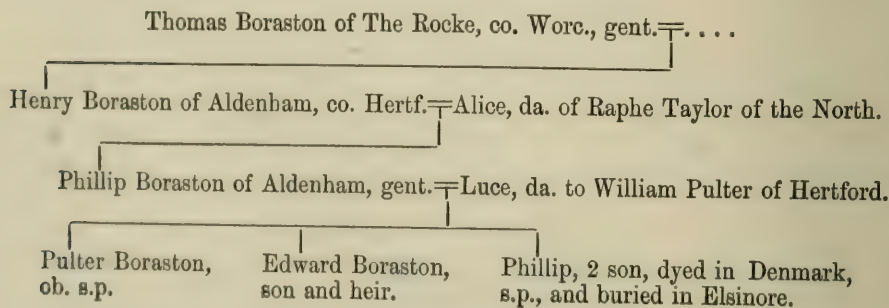 Thomas Boraston of The Rocke, co. Worc., gent.=....
Henry Boraston of Aldenham, co. Hertf.=Alice, da. of Raphe Taylor of the North.
Phillip Boraston of Aldenham, gent.=Luce, da. to William Pulter of Hertford.
Pulter Boraston,
ob. s.p.
Edward Boraston,
son and heir.
Phillip, 2 son, dyed in Denmark,
s.p., and buried in Elsinore.